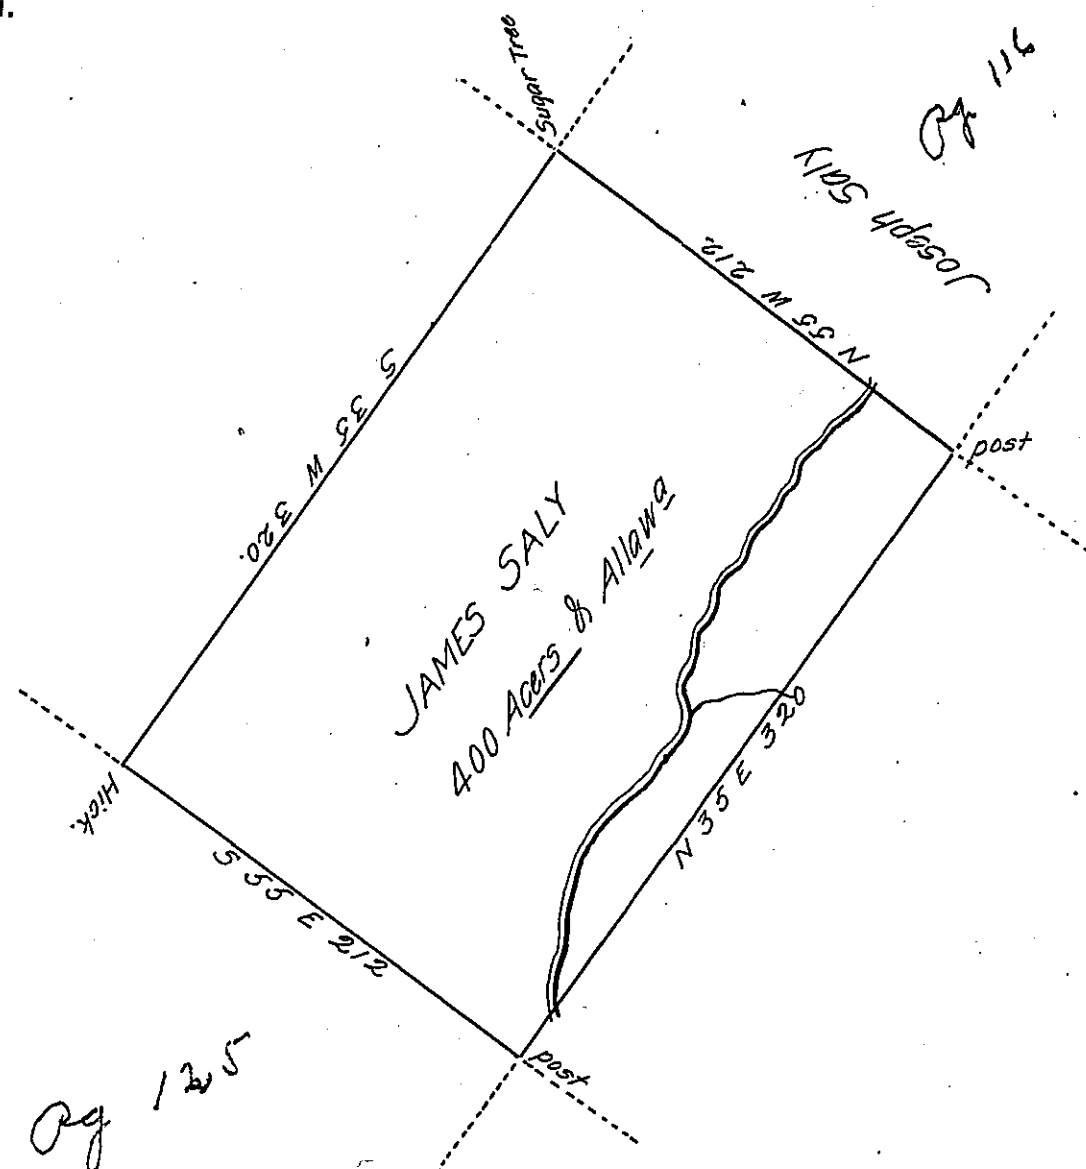 Sugar Tree
pg 116
Joseph Saly
N 55 W 212.
post
S 35 W 320.
JAMES SALY
400 Acers & Allawa
Hick.
N 35 E 320
S 55 E 212
post
pg 125